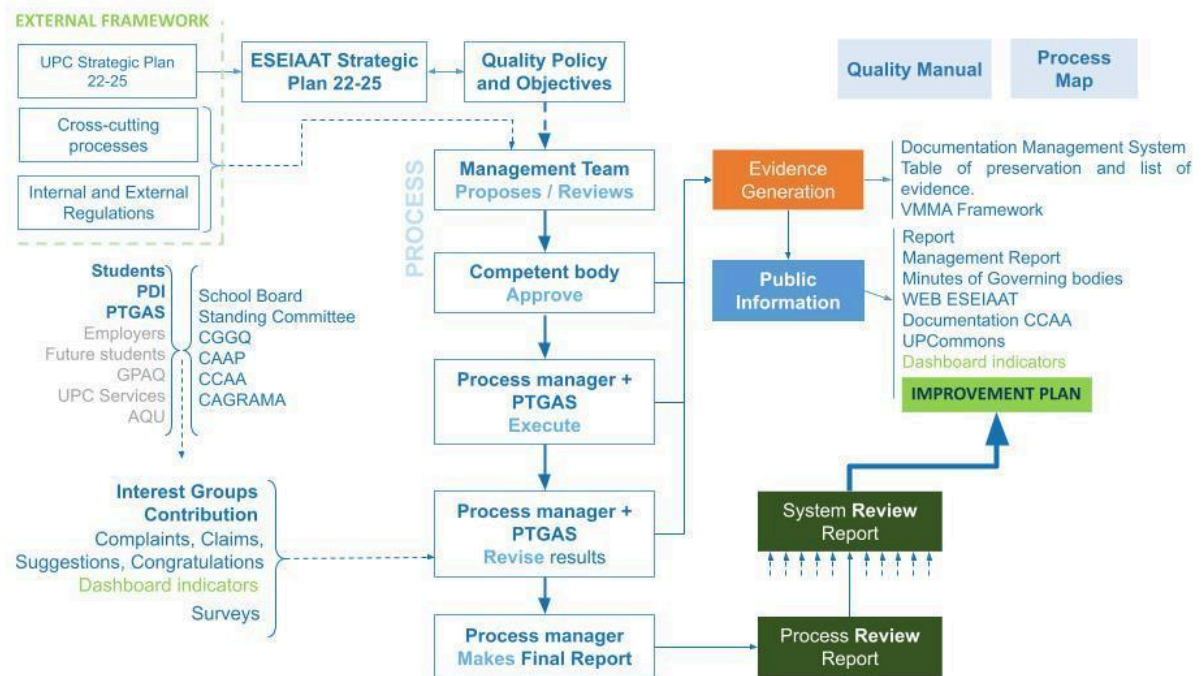 EXTERNAL FRAMEWORK
UPC Strategic Plan
22-25
ESEIAAT Strategic
Plan 22-25
Quality Policy
and Objectives
Quality Manual
Process
Map
Cross-cutting
processes
Internal and External
Regulations
PROCESS
Management Team
Proposes / Reviews
Competent body
Approve
Process manager +
PTGAS
Execute
Process manager +
PTGAS
Revise results
Process manager
Makes Final Report
Evidence
Generation
Documentation Management System
Table of preservation and list of
evidence.
VMMA Framework
Public
Information
Report
Management Report
Minutes of Governing bodies
WEB ESEIAAT
Documentation CCAA
UPCommons
Dashboard indicators
IMPROVEMENT PLAN
Students
PDI
PTGAS
Employers
Future students
GPAQ
UPC Services
AQU
School Board
Standing Committee
CGGQ
CAAP
CCAA
CAGRAMA
Interest Groups
Contribution
Complaints, Claims,
Suggestions, Congratulations
Dashboard indicators
Surveys
System Review
Report
Process Review
Report